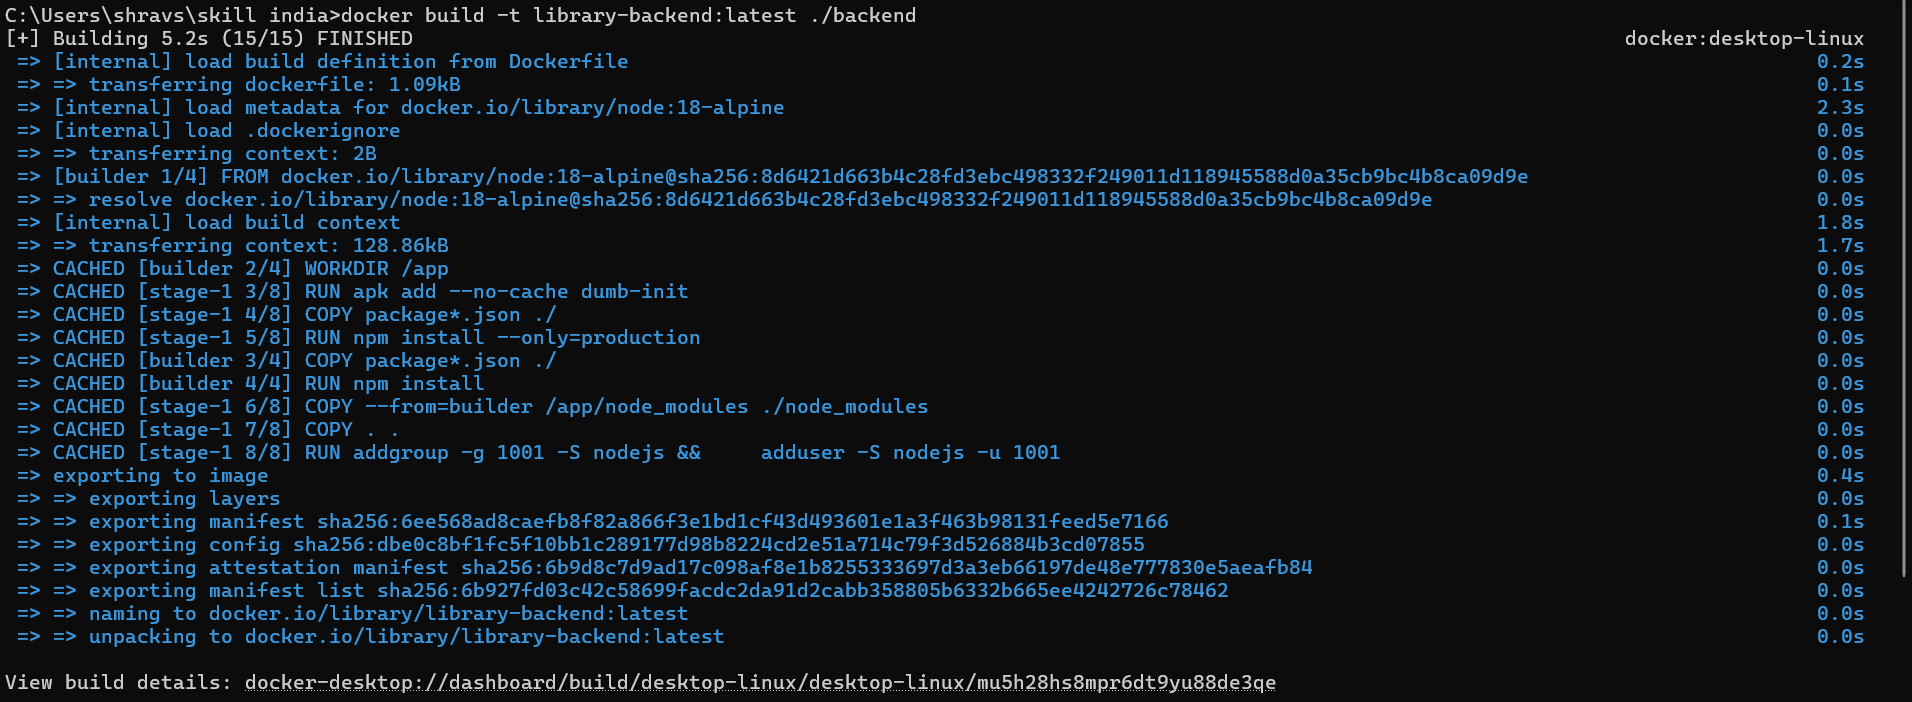 C:\Users\shravs\skill india>docker build -t library-backend:latest ./backend
[+] Building 5.2s (15/15) FINISHED docker:desktop-linux
=> [internal] load build definition from Dockerfile 0.2s
=> => transferring dockerfile: 1.09kB 0.1s
=> [internal] load metadata for docker.io/library/node:18-alpine 2.3s
=> [internal] load .dockerignore 0.0s
=> => transferring context: 2B 0.0s
=> [builder 1/4] FROM docker.io/library/node:18-alpine@sha256:8d6421d663b4c28fd3ebc498332f249011d118945588d0a35cb9bc4b8ca09d9e 0.0s
=> => resolve docker.io/library/node:18-alpine@sha256:8d6421d663b4c28fd3ebc498332f249011d118945588d0a35cb9bc4b8ca09d9e 0.0s
=> [internal] load build context 1.8s
=> => transferring context: 128.86kB 1.7s
=> CACHED [builder 2/4] WORKDIR /app 0.0s
=> CACHED [stage-1 3/8] RUN apk add --no-cache dumb-init 0.0s
=> CACHED [stage-1 4/8] COPY package*.json ./ 0.0s
=> CACHED [stage-1 5/8] RUN npm install --only=production 0.0s
=> CACHED [builder 3/4] COPY package*.json ./ 0.0s
=> CACHED [builder 4/4] RUN npm install 0.0s
=> CACHED [stage-1 6/8] COPY --from=builder /app/node_modules ./node_modules 0.0s
=> CACHED [stage-1 7/8] COPY . . 0.0s
=> CACHED [stage-1 8/8] RUN addgroup -g 1001 -S nodejs &&     adduser -S nodejs -u 1001 0.0s
=> exporting to image 0.4s
=> => exporting layers 0.0s
=> => exporting manifest sha256:6ee568ad8caefb8f82a866f3e1bd1cf43d493601e1a3f463b98131feed5e7166 0.1s
=> => exporting config sha256:dbe0c8bf1fc5f10bb1c289177d98b8224cd2e51a714c79f3d526884b3cd07855 0.0s
=> => exporting attestation manifest sha256:6b9d8c7d9ad17c098af8e1b8255333697d3a3eb66197de48e777830e5aeafb84 0.0s
=> => exporting manifest list sha256:6b927fd03c42c58699facdc2da91d2cabb358805b6332b665ee4242726c78462 0.0s
=> => naming to docker.io/library/library-backend:latest 0.0s
=> => unpacking to docker.io/library/library-backend:latest 0.0s
View build details: docker-desktop://dashboard/build/desktop-linux/desktop-linux/mu5h28hs8mpr6dt9yu88de3qe